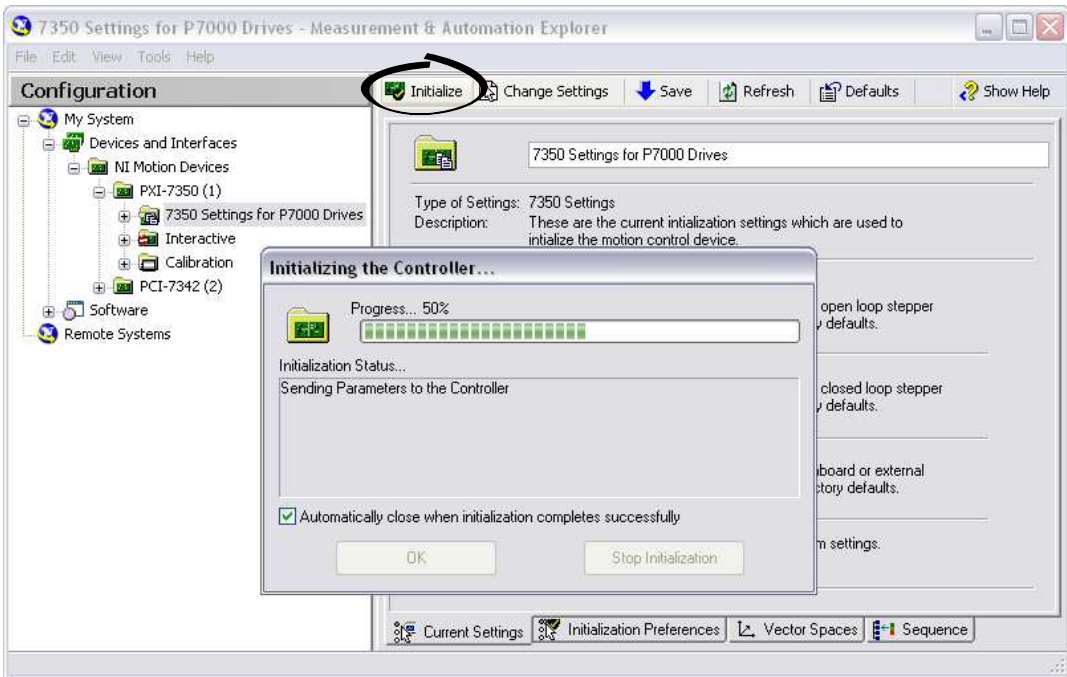 7350 Settings for P7000 Drives - Measurement & Automation Explorer
File Edit View Tools Help
Configuration
Initialize Change Settings Save Refresh Defaults Show Help
My System
Devices and Interfaces
NI Motion Devices
PXI-7350 (1)
7350 Settings for P7000 Drives
Interactive
Calibration
PCI-7342 (2)
Software
Remote Systems
7350 Settings for P7000 Drives
Type of Settings: 7350 Settings
Description: These are the current intialization settings which are used to
intialize the motion control device.
Initializing the Controller...
Progress... 50%
Initialization Status...
Sending Parameters to the Controller
Automatically close when initialization completes successfully
OK Stop Initialization
open loop stepper
defaults.
closed loop stepper
defaults.
or external
defaults.
settings.
Current Settings Initialization Preferences Vector Spaces Sequence